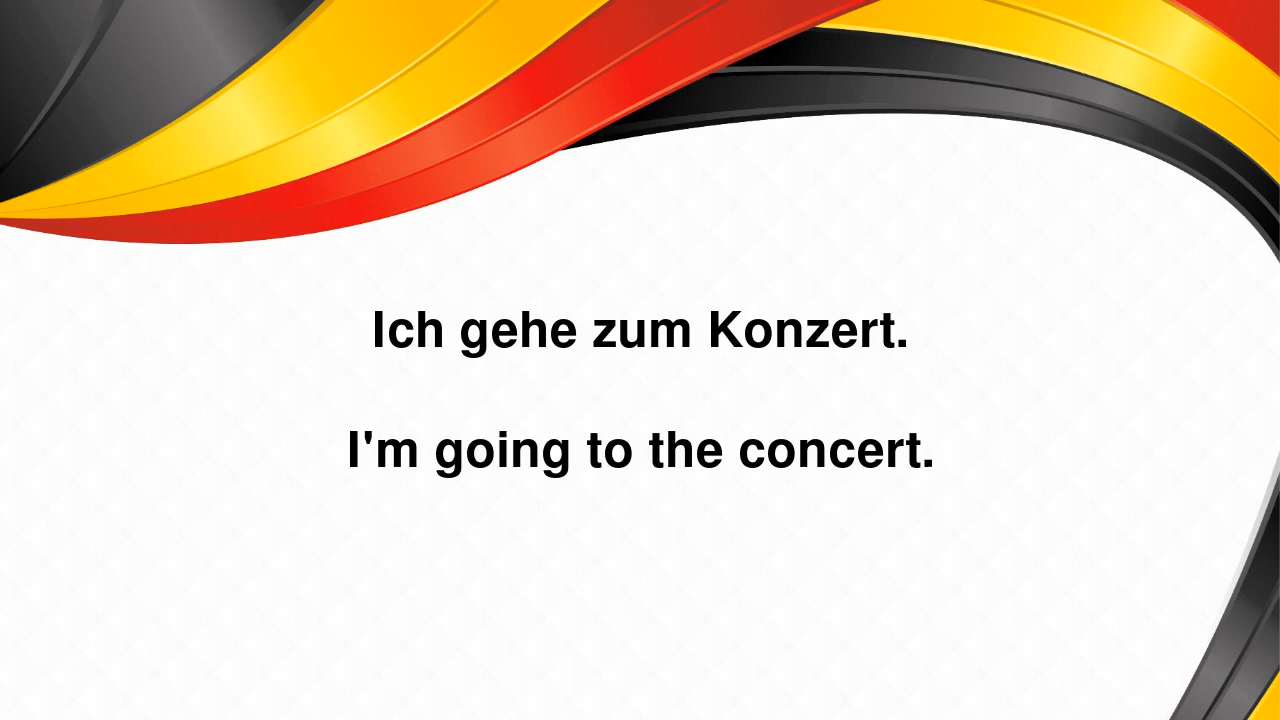 Ich gehe zum Konzert.
I'm going to the concert.